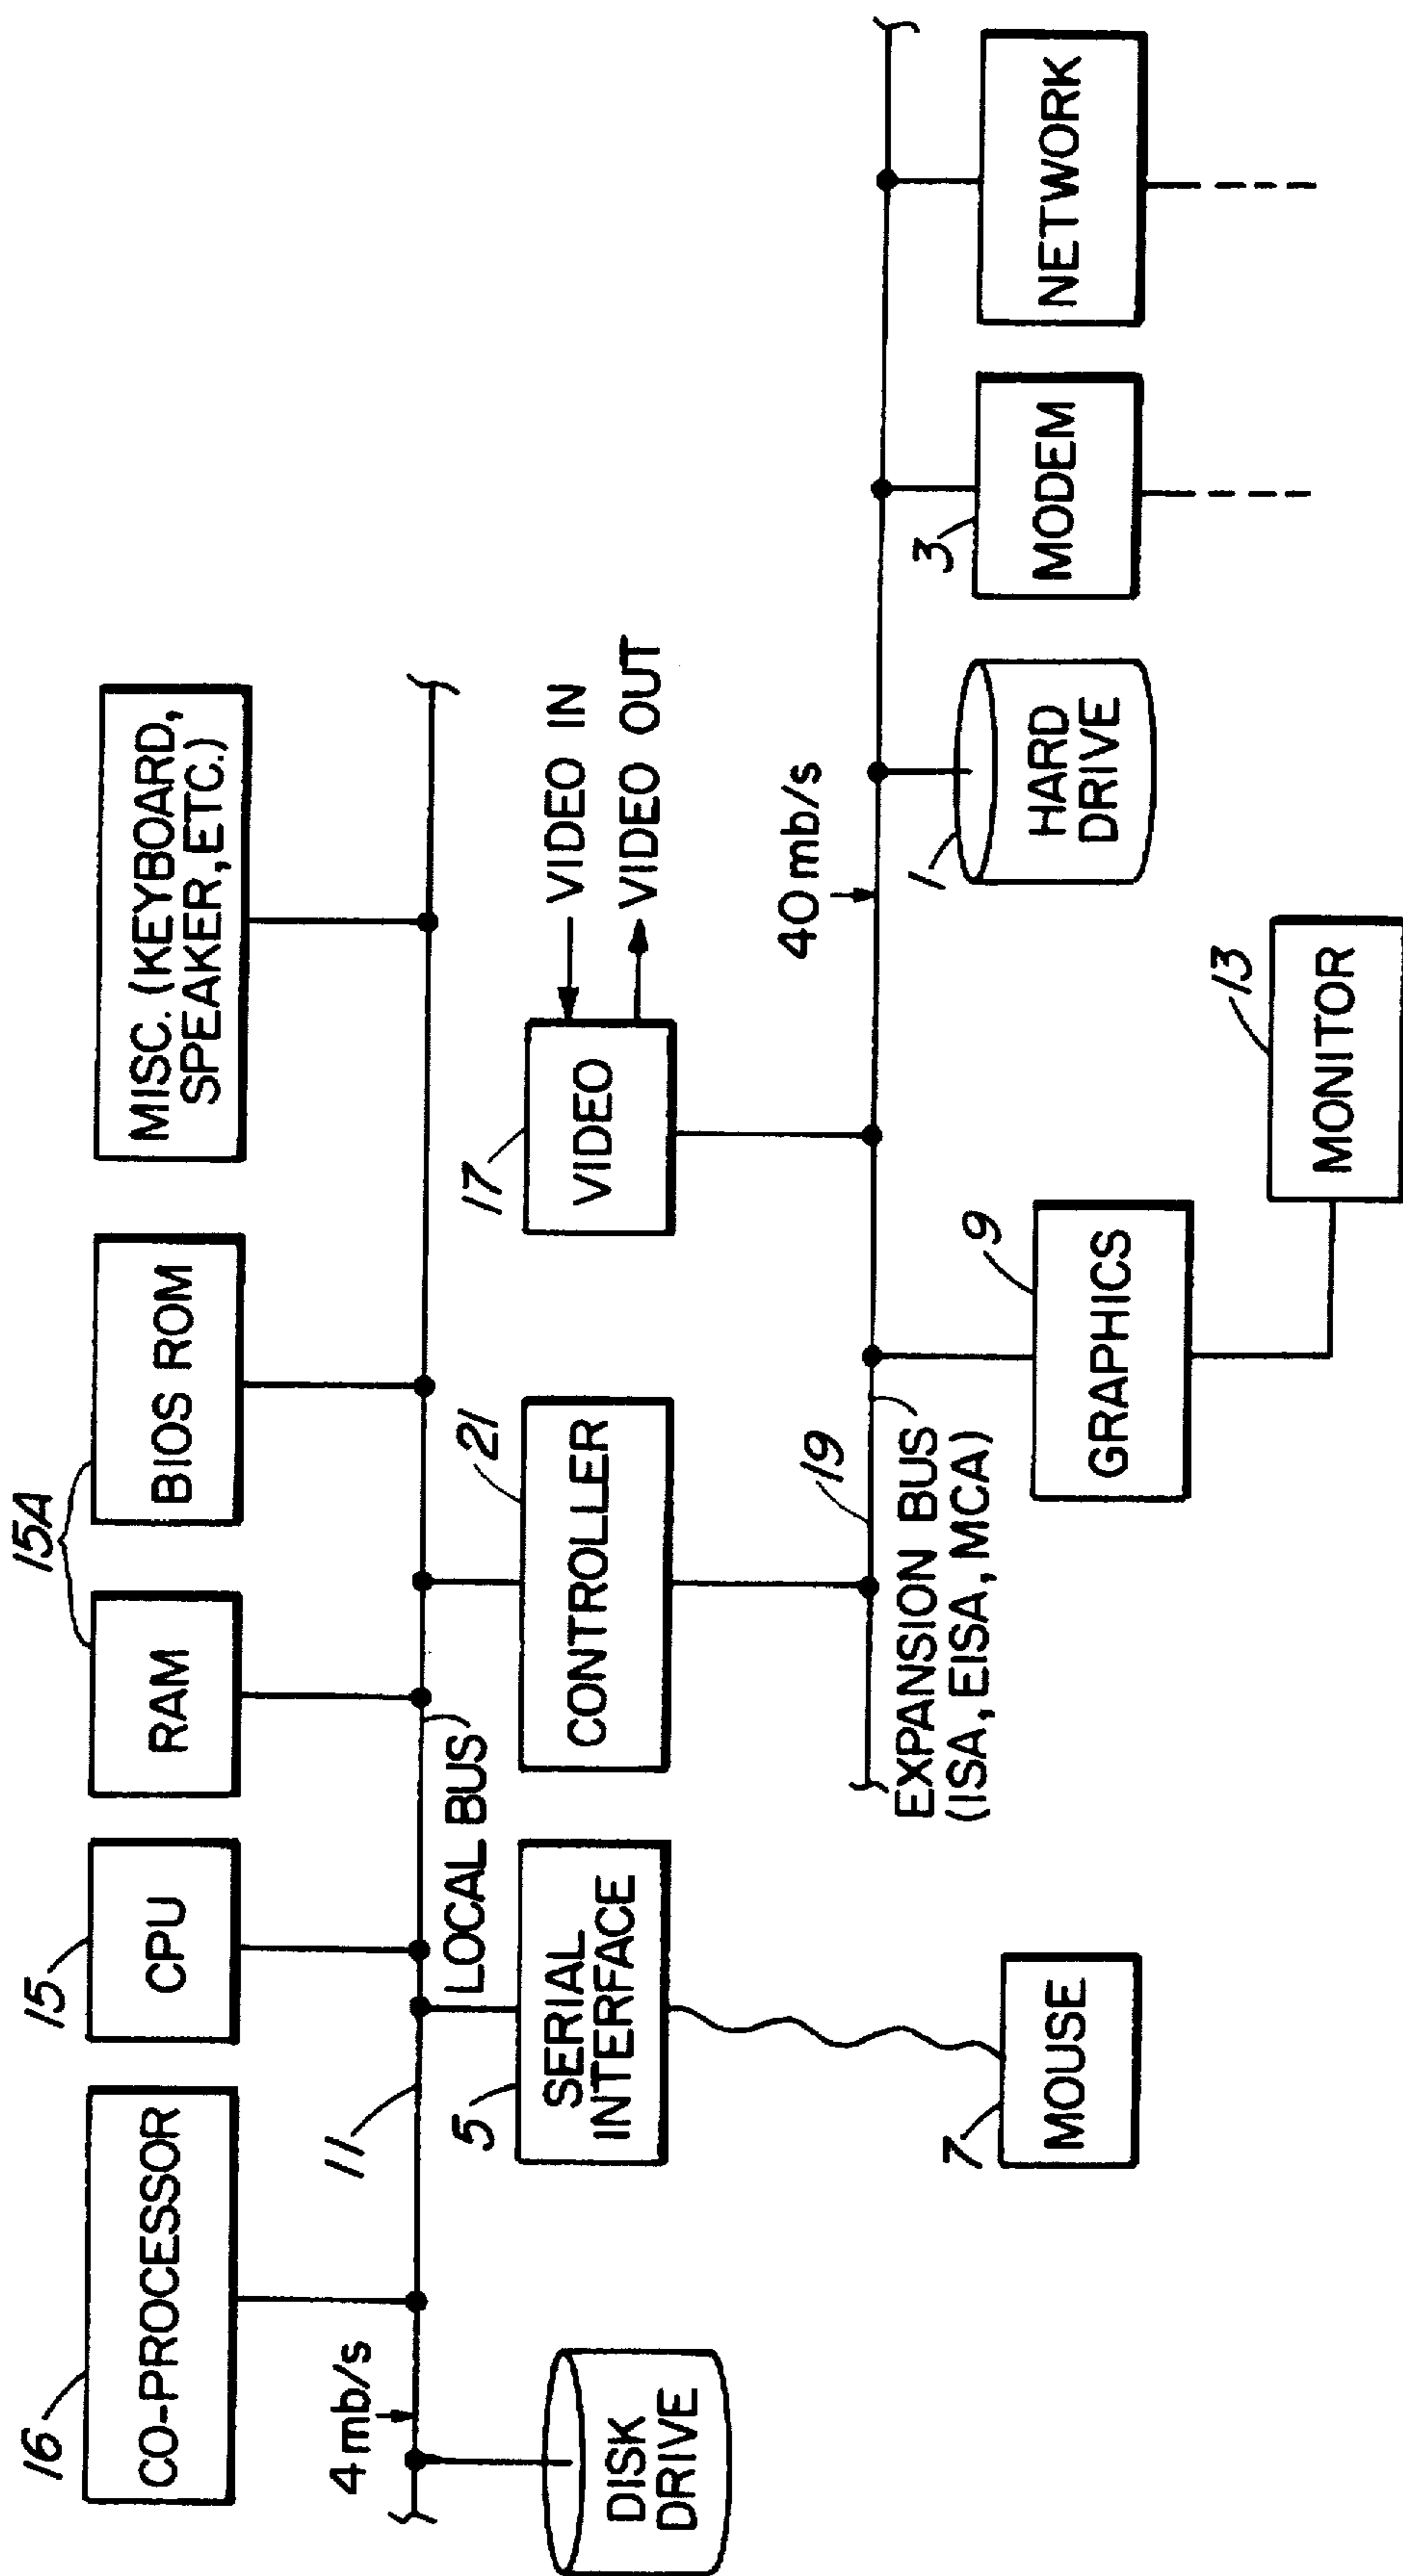 16
CO-PROCESSOR
15
CPU
15A
RAM
BIOS ROM
MISC. (KEYBOARD,
SPEAKER, ETC.)
4 mb/s
11
LOCAL BUS
DISK
DRIVE
5
SERIAL
INTERFACE
21
CONTROLLER
17
VIDEO
VIDEO IN
VIDEO OUT
7
MOUSE
19
EXPANSION BUS
(ISA, EISA, MCA)
40 mb/s
9
GRAPHICS
13
MONITOR
1
HARD
DRIVE
3
MODEM
NETWORK